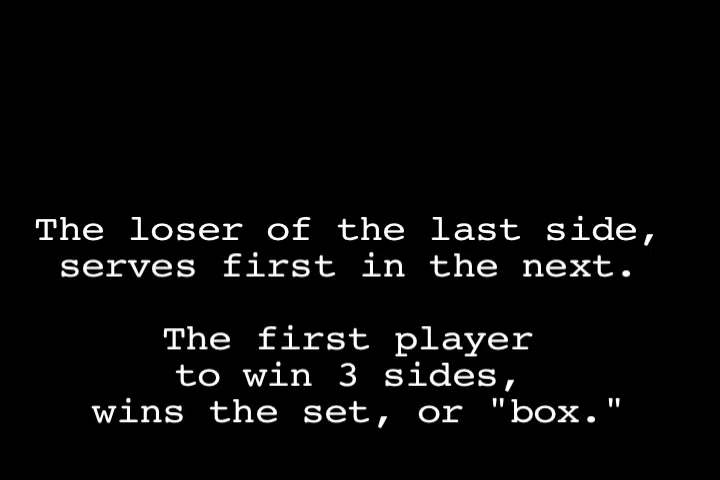 The loser of the last side,
serves first in the next.
The first player
to win 3 sides,
wins the set, or "box."